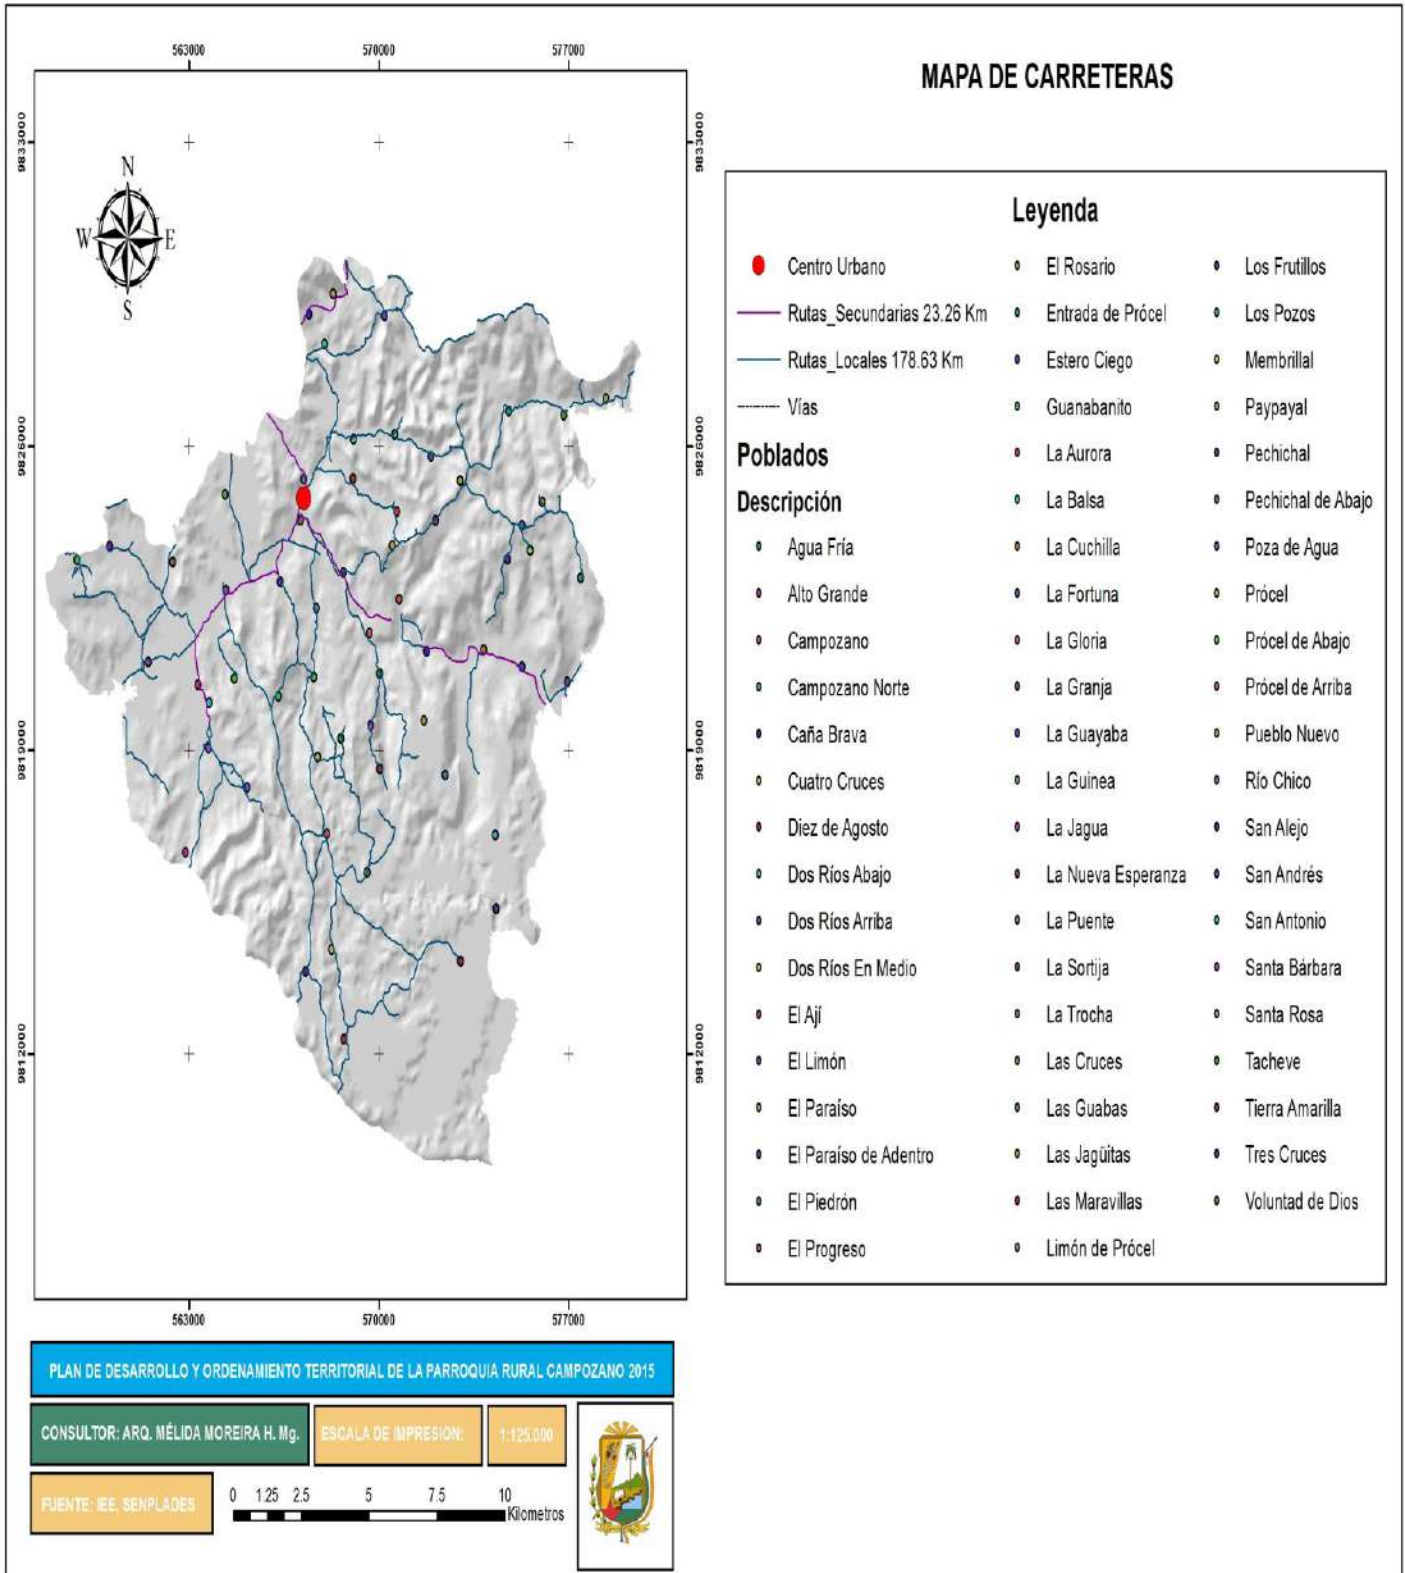 MAPA DE CARRETERAS
563000 570000 577000
9833000 9833000
N
W E
S
9826000 9826000
9819000 9819000
9812000 9812000
563000 570000 577000
Leyenda
Centro Urbano
Rutas_Secundarias 23.26 Km
Rutas_Locales 178.63 Km
Vías
Poblados
Descripción
Agua Fría
Alto Grande
Campozano
Campozano Norte
Caña Brava
Cuatro Cruces
Diez de Agosto
Dos Ríos Abajo
Dos Ríos Arriba
Dos Ríos En Medio
El Ají
El Limón
El Paraíso
El Paraíso de Adentro
El Piedrón
El Progreso
El Rosario
Entrada de Prócel
Estero Ciego
Guanabanito
La Aurora
La Balsa
La Cuchilla
La Fortuna
La Gloria
La Granja
La Guayaba
La Guinea
La Jagua
La Nueva Esperanza
La Puente
La Sortija
La Trocha
Las Cruces
Las Guabas
Las Jagüitas
Las Maravillas
Limón de Prócel
Los Frutillos
Los Pozos
Membrillal
Paypayal
Pechichal
Pechichal de Abajo
Poza de Agua
Prócel
Prócel de Abajo
Prócel de Arriba
Pueblo Nuevo
Río Chico
San Alejo
San Andrés
San Antonio
Santa Bárbara
Santa Rosa
Tacheve
Tierra Amarilla
Tres Cruces
Voluntad de Dios
PLAN DE DESARROLLO Y ORDENAMIENTO TERRITORIAL DE LA PARROQUIA RURAL CAMPOZANO 2015
CONSULTOR: ARQ. MÉLIDA MOREIRA H. Mg. ESCALA DE IMPRESION: 1:125.000
FUENTE: IEE, SENPLADES
0 1.25 2.5 5 7.5 10
Kilometros